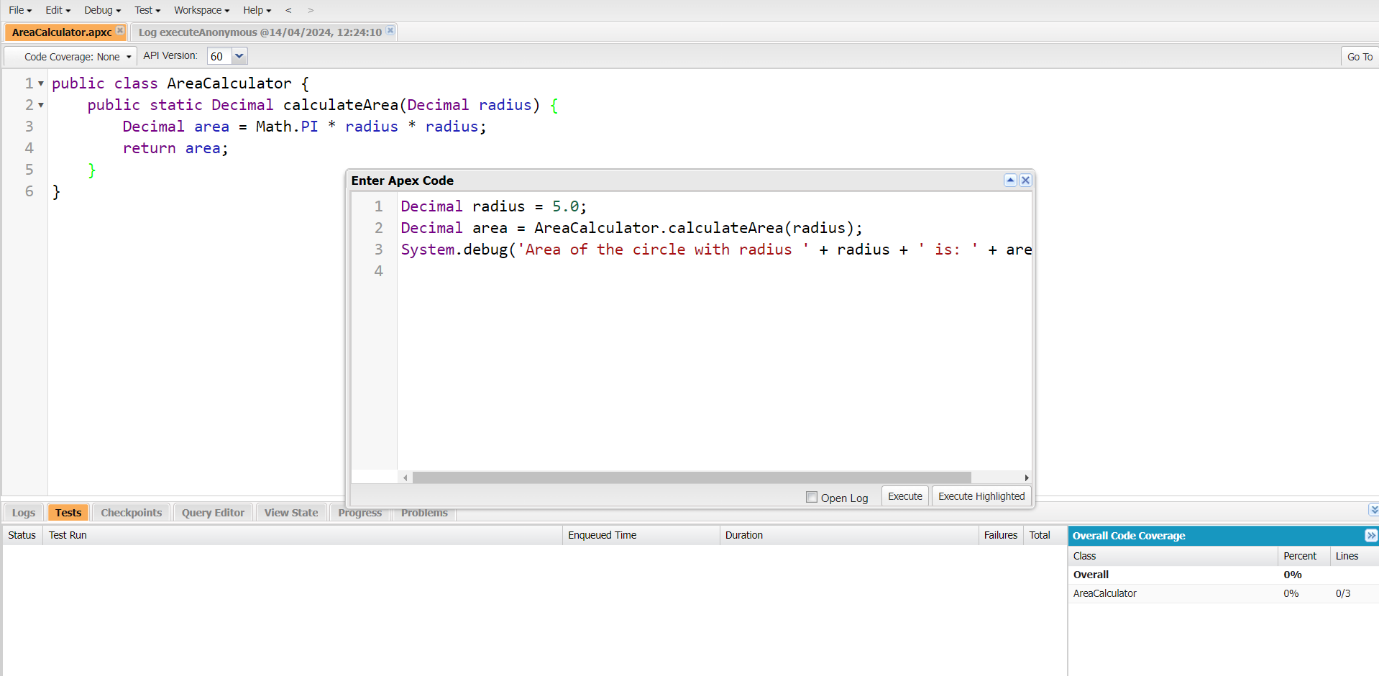 File Edit Debug Test Workspace Help < >
AreaCalculator.apxc Log executeAnonymous @14/04/2024, 12:24:10
Code Coverage: None API Version: 60 Go To
1 public class AreaCalculator {
2 public static Decimal calculateArea(Decimal radius) {
3 Decimal area = Math.PI * radius * radius;
4 return area;
5 }
6 }
Enter Apex Code
1 Decimal radius = 5.0;
2 Decimal area = AreaCalculator.calculateArea(radius);
3 System.debug('Area of the circle with radius ' + radius + ' is: ' + are
4
Open Log Execute Execute Highlighted
Logs Tests Checkpoints Query Editor View State Progress Problems
Status Test Run Enqueued Time Duration Failures Total
Overall Code Coverage
Class Percent Lines
Overall 0%
AreaCalculator 0% 0/3